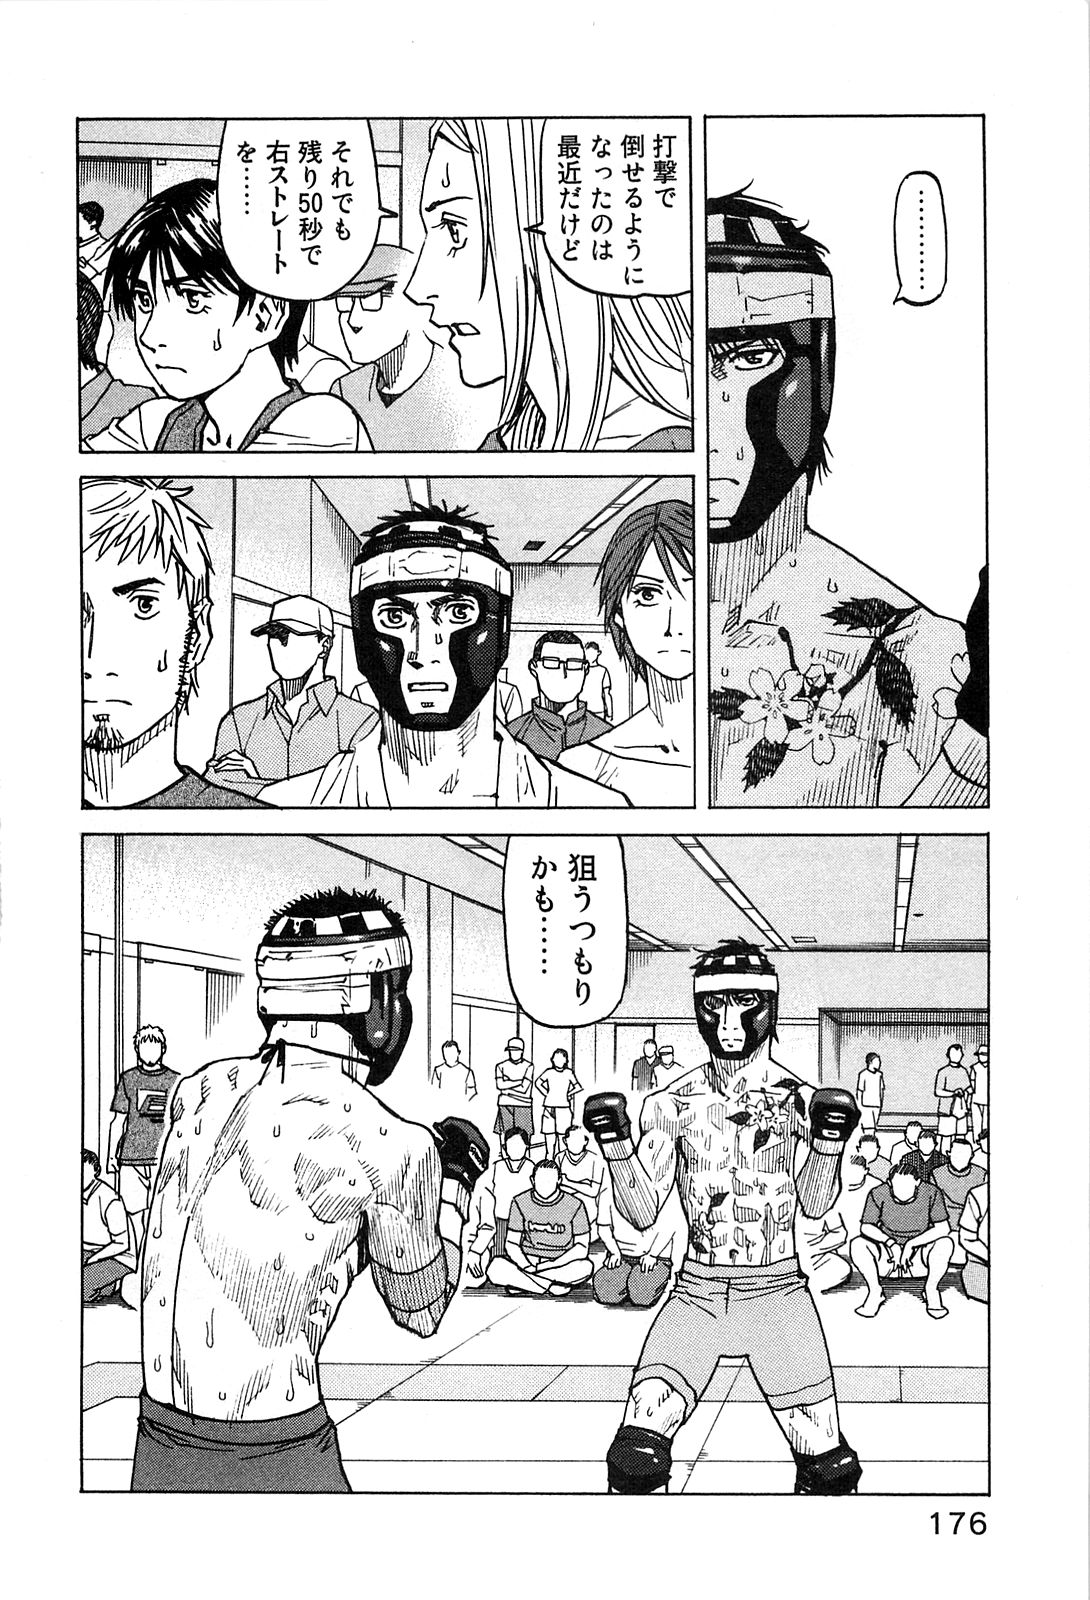 …………
打撃で
倒せるように
なったのは
最近だけど
それでも
残り50秒で
右ストレート
を……
狙うつもり
かも……
176